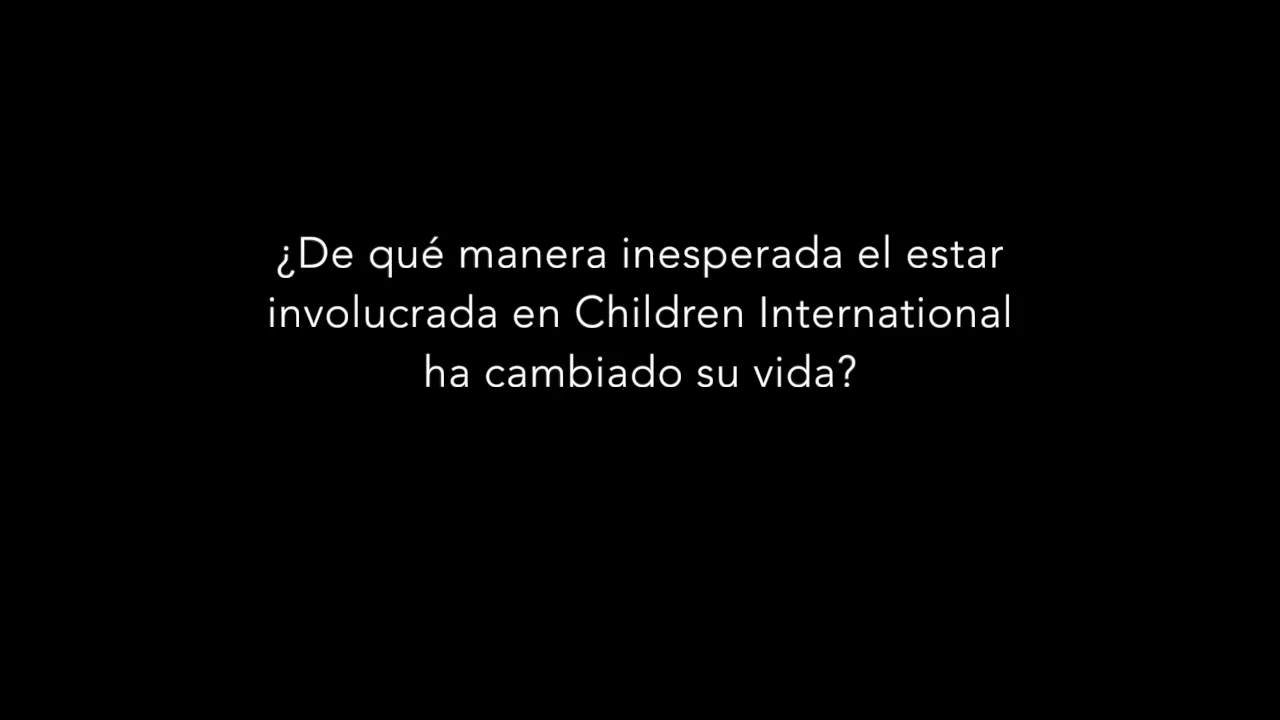 ¿De qué manera inesperada el estar
involucrada en Children International
ha cambiado su vida?